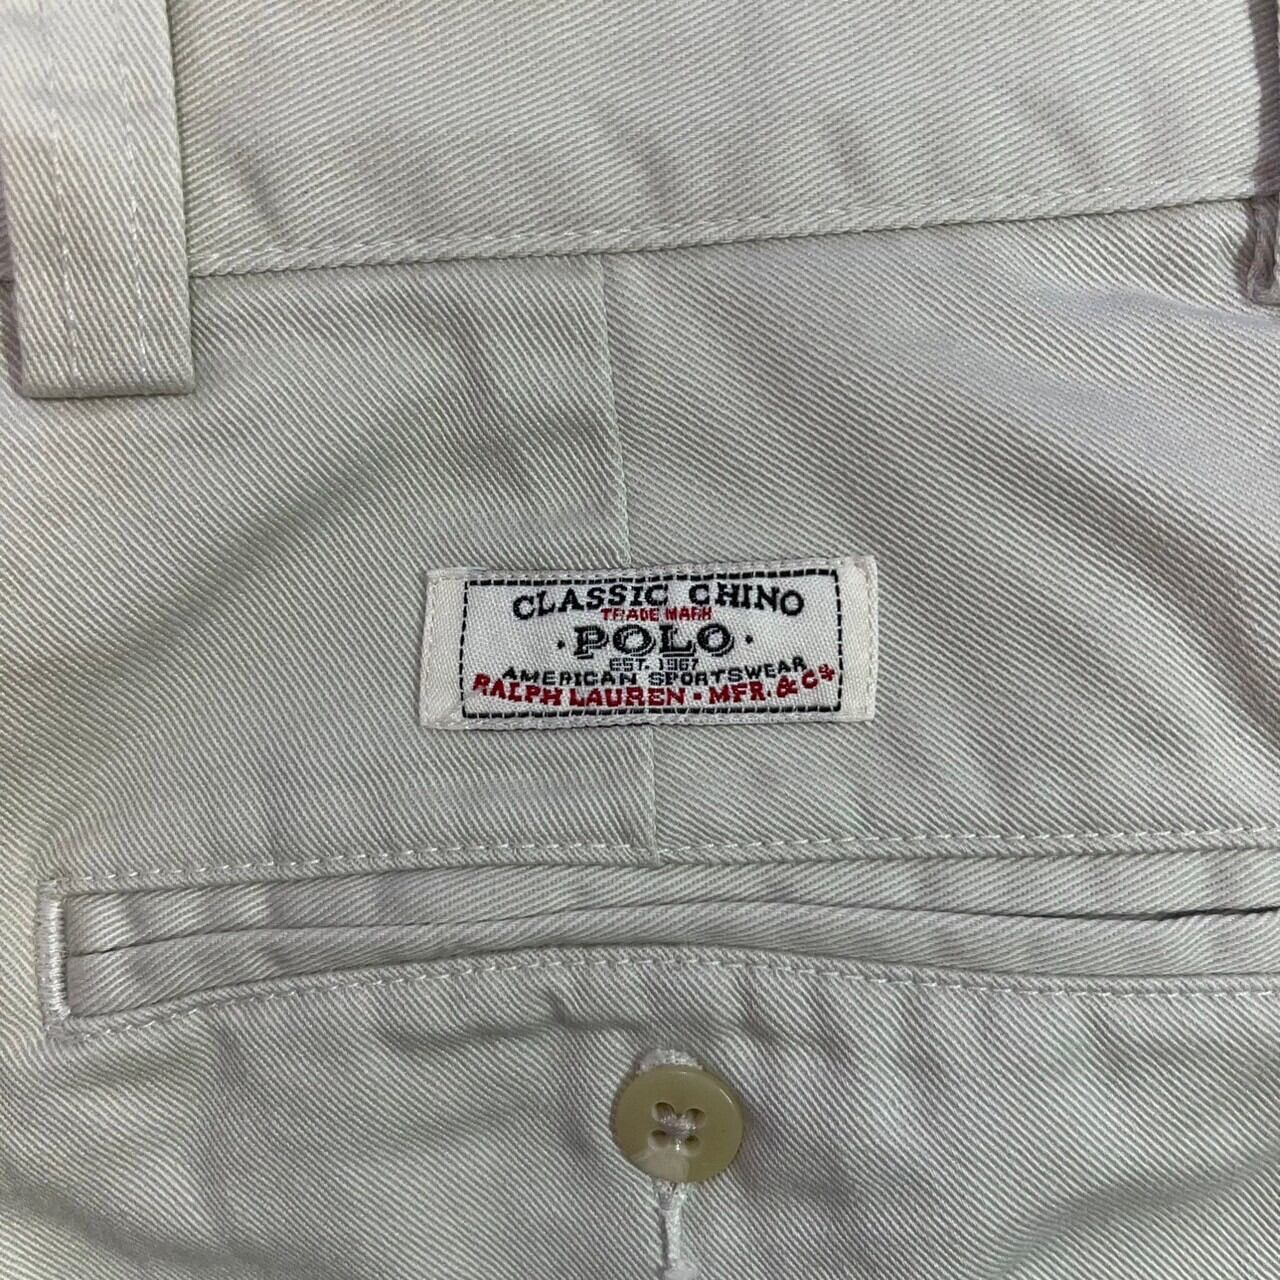 CLASSIC CHINO
TRADE MARK
·POLO·
EST. 1967
AMERICAN SPORTSWEAR
RALPH LAUREN · MFR. & Co